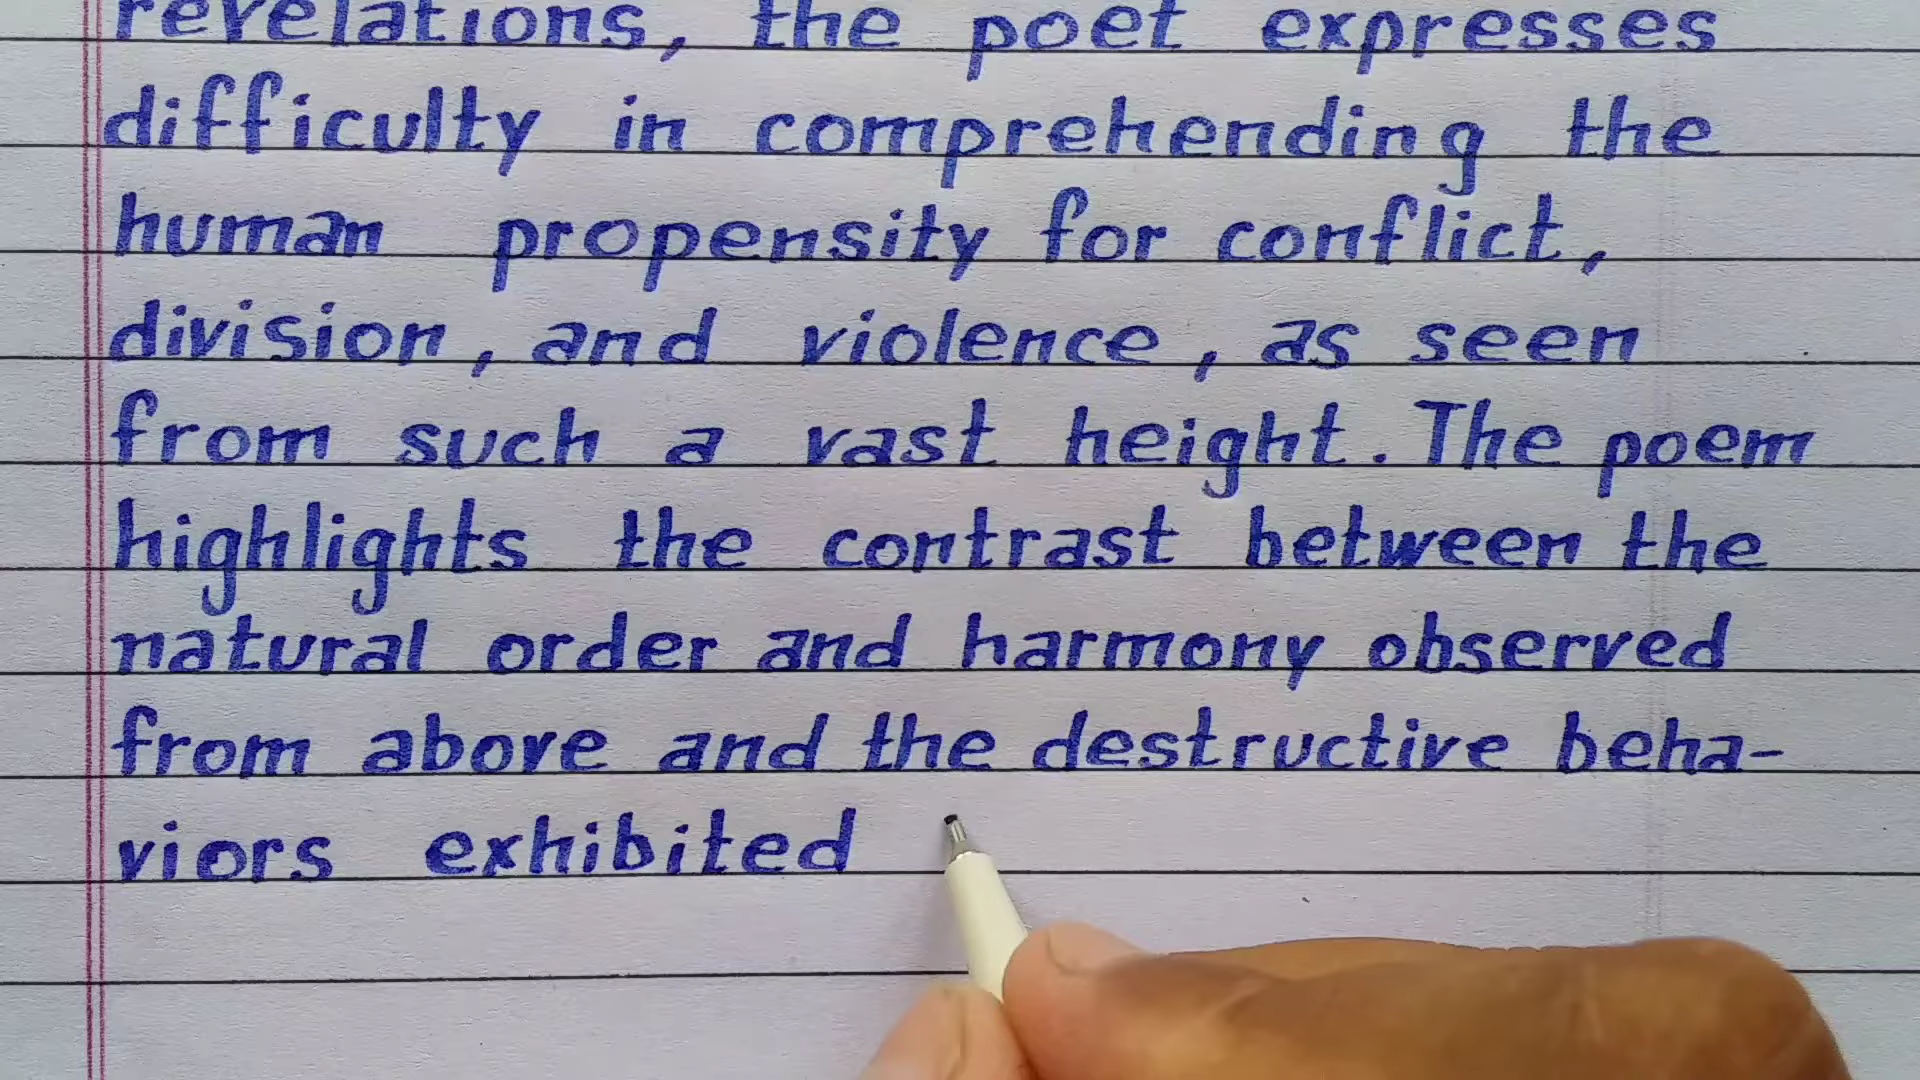 revelations, the poet expresses
difficulty in comprehending the
human propensity for conflict,
division, and violence, as seen
from such a vast height. The poem
highlights the contrast between the
natural order and harmony observed
from above and the destructive beha-
viors exhibited